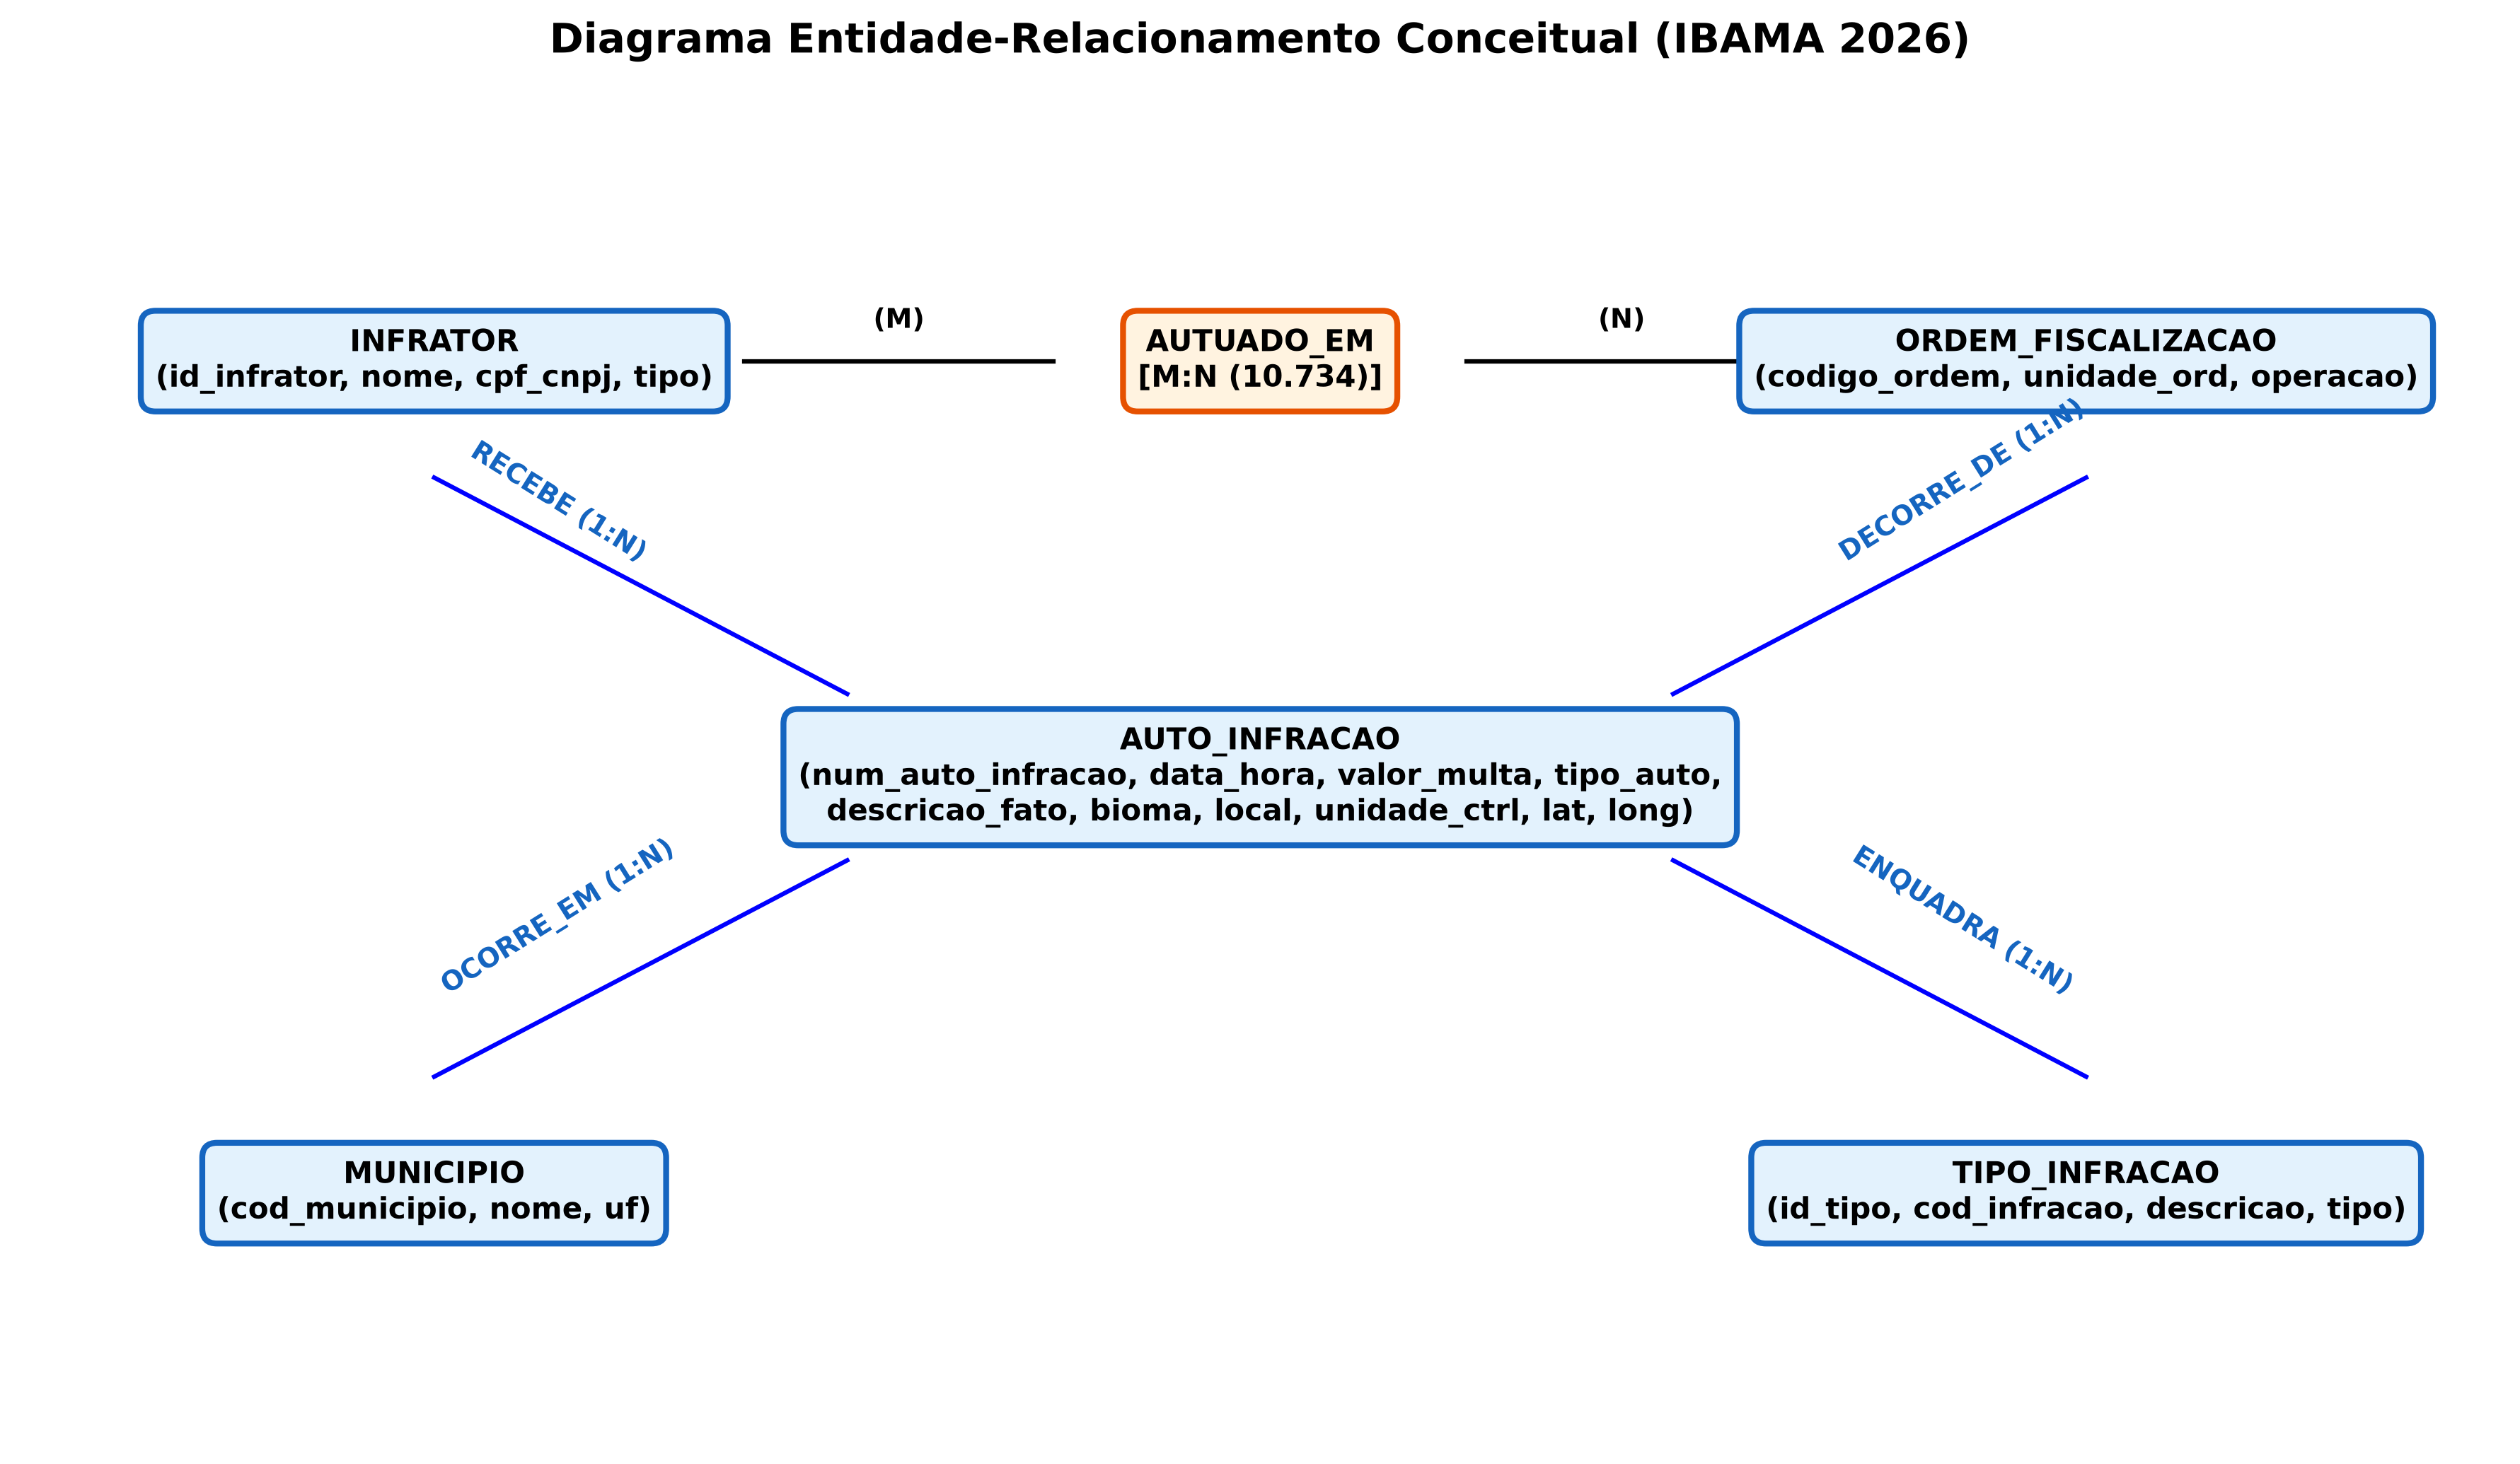 Diagrama Entidade-Relacionamento Conceitual (IBAMA 2026)
INFRATOR
(id_infrator, nome, cpf_cnpj, tipo)
(M)
AUTUADO_EM
[M:N (10.734)]
(N)
ORDEM_FISCALIZACAO
(codigo_ordem, unidade_ord, operacao)
RECEBE (1:N)
DECORRE_DE (1:N)
AUTO_INFRACAO
(num_auto_infracao, data_hora, valor_multa, tipo_auto,
descricao_fato, bioma, local, unidade_ctrl, lat, long)
OCORRE_EM (1:N)
ENQUADRA (1:N)
MUNICIPIO
(cod_municipio, nome, uf)
TIPO_INFRACAO
(id_tipo, cod_infracao, descricao, tipo)